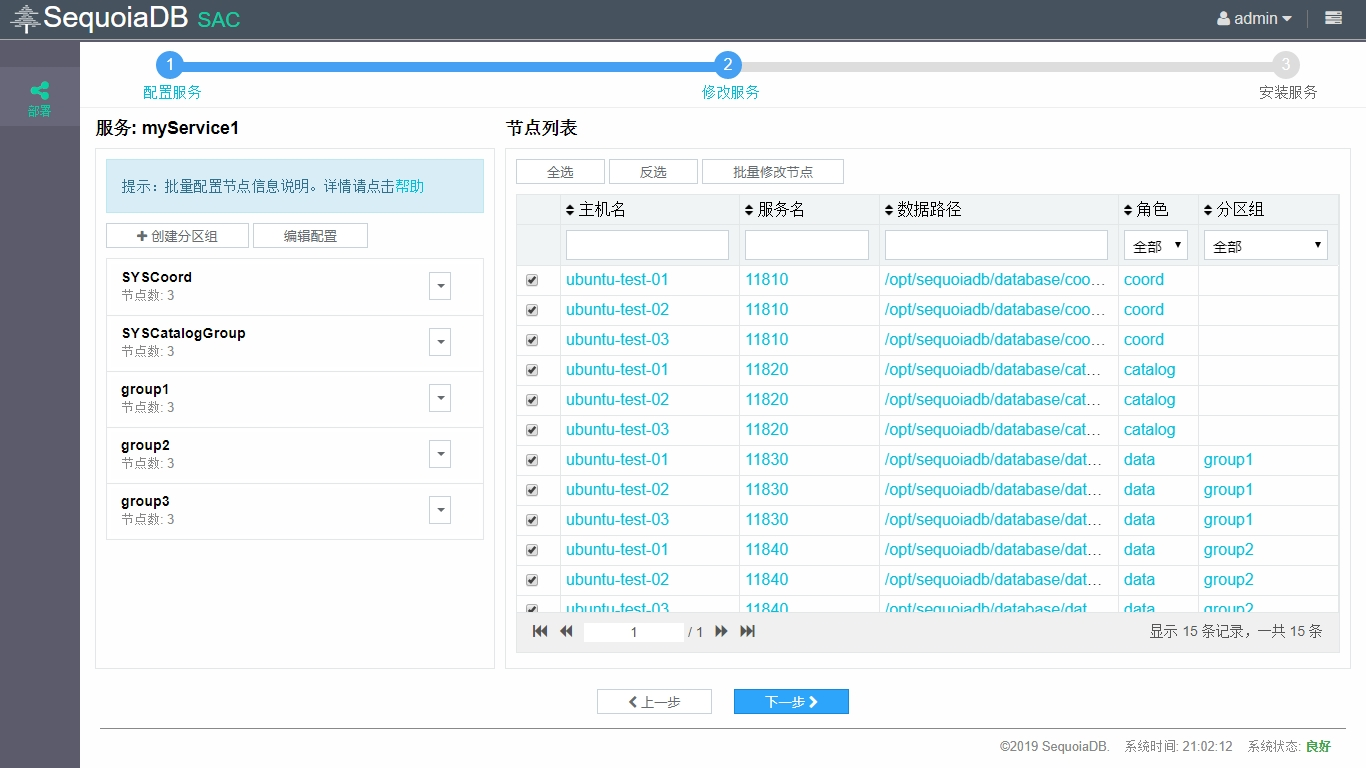 SequoiaDB SAC
admin
部署
1 2 3
配置服务 修改服务 安装服务
服务: myService1
提示：批量配置节点信息说明。详情请点击帮助
创建分区组 编辑配置
SYSCoord
节点数: 3
SYSCatalogGroup
节点数: 3
group1
节点数: 3
group2
节点数: 3
group3
节点数: 3
节点列表
全选 反选 批量修改节点
主机名 服务名 数据路径 角色 分区组
全部 全部
ubuntu-test-01 11810 /opt/sequoiadb/database/coo... coord
ubuntu-test-02 11810 /opt/sequoiadb/database/coo... coord
ubuntu-test-03 11810 /opt/sequoiadb/database/coo... coord
ubuntu-test-01 11820 /opt/sequoiadb/database/cat... catalog
ubuntu-test-02 11820 /opt/sequoiadb/database/cat... catalog
ubuntu-test-03 11820 /opt/sequoiadb/database/cat... catalog
ubuntu-test-01 11830 /opt/sequoiadb/database/dat... data group1
ubuntu-test-02 11830 /opt/sequoiadb/database/dat... data group1
ubuntu-test-03 11830 /opt/sequoiadb/database/dat... data group1
ubuntu-test-01 11840 /opt/sequoiadb/database/dat... data group2
ubuntu-test-02 11840 /opt/sequoiadb/database/dat... data group2
ubuntu-test-03 11840 /opt/sequoiadb/database/dat... data group2
1 / 1 显示 15 条记录，一共 15 条
上一步 下一步
©2019 SequoiaDB. 系统时间: 21:02:12 系统状态: 良好